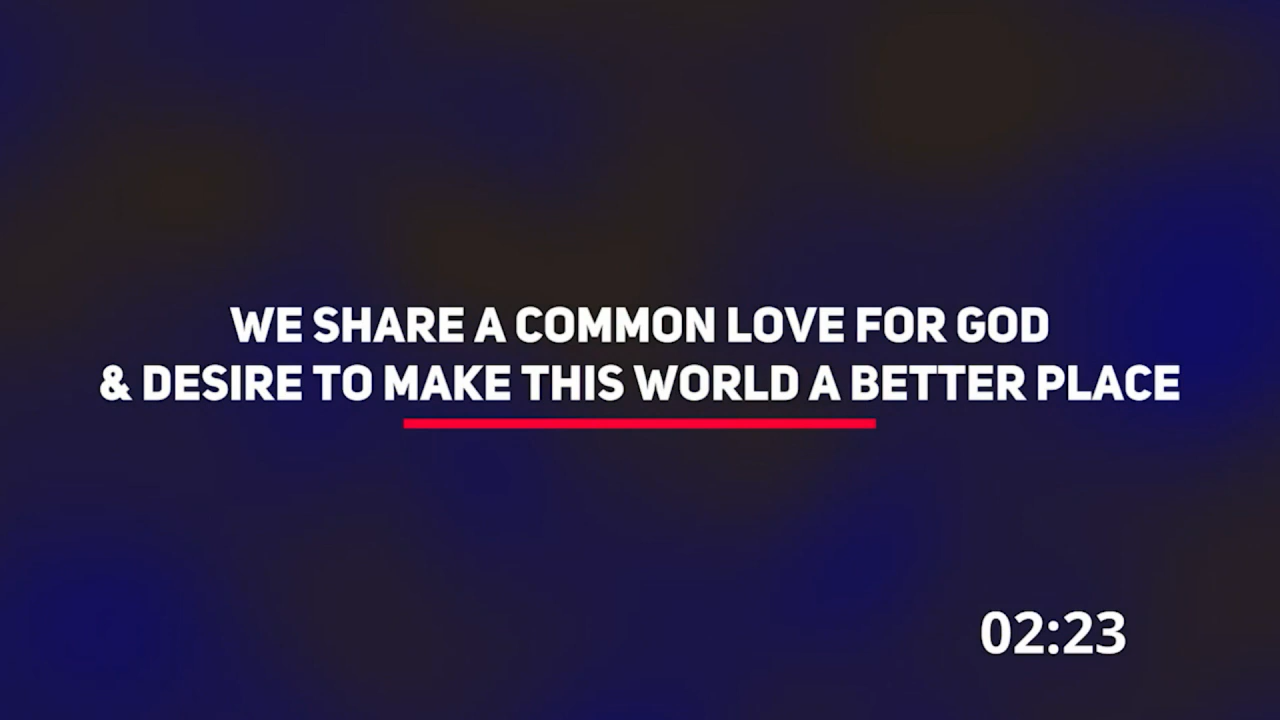 WE SHARE A COMMON LOVE FOR GOD
& DESIRE TO MAKE THIS WORLD A BETTER PLACE
02:23